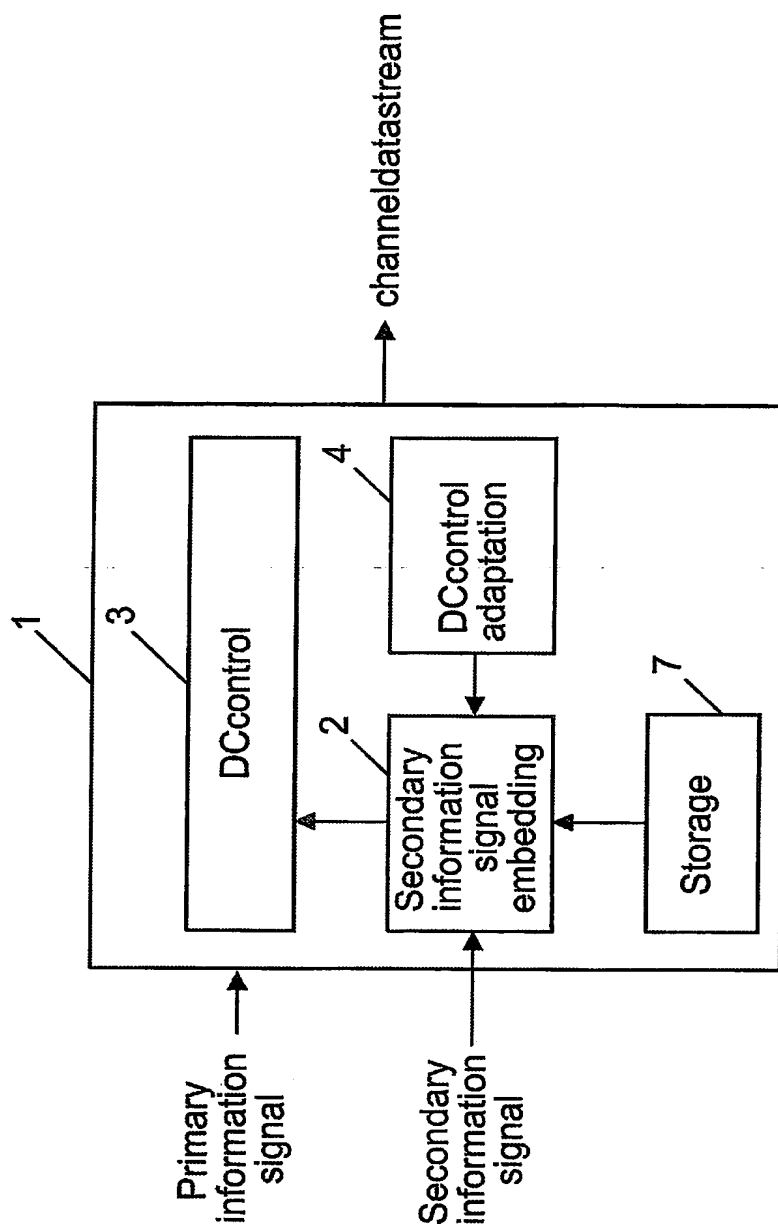 1
3
DCcontrol
Primary
information
signal
channeldatastream
2
4
Secondary
information
signal
embedding
DCcontrol
adaptation
Secondary
information
signal
7
Storage